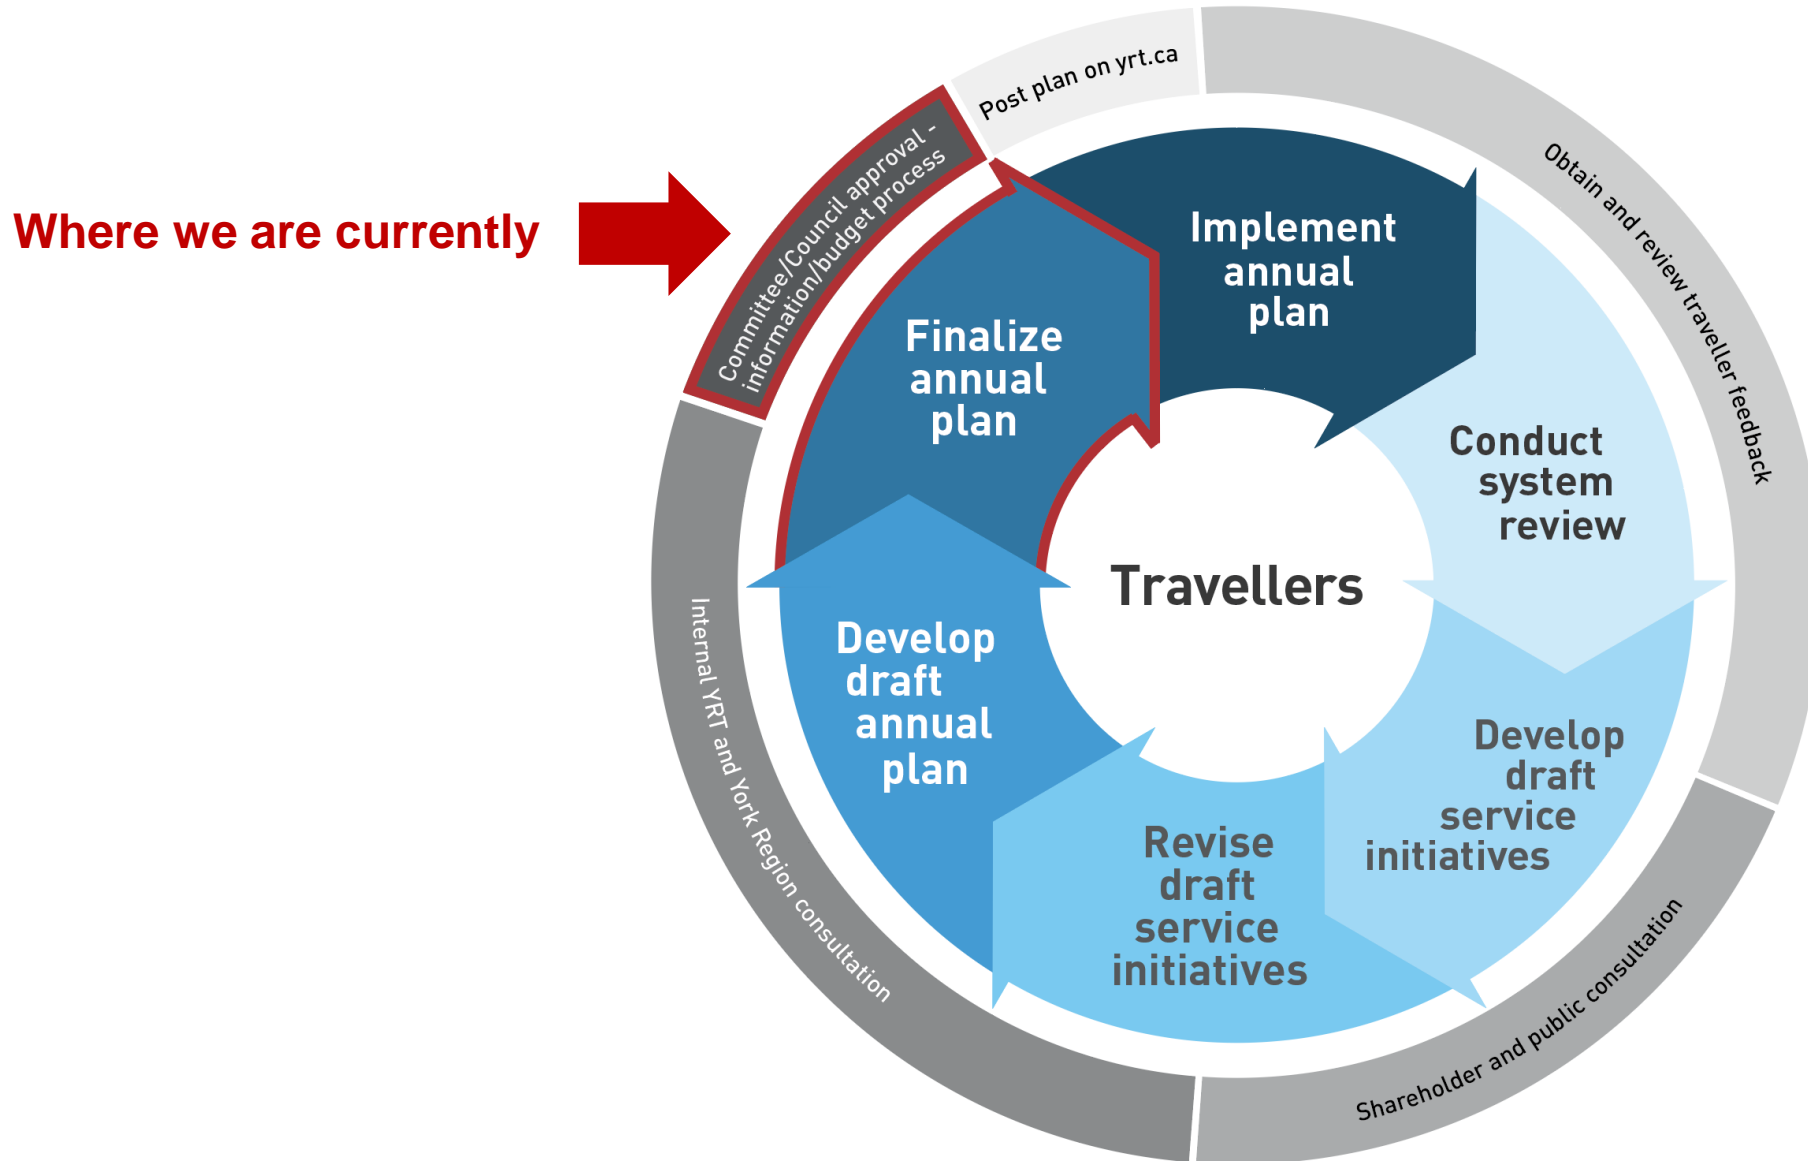 Where we are currently
Post plan on yrt.ca
Obtain and review traveller feedback
Committee/Council approval -
information/budget process
Internal YRT and York Region consultation
Shareholder and public consultation
Implement
annual
plan
Conduct
system
review
Develop
draft
service
initiatives
Revise
draft
service
initiatives
Develop
draft
annual
plan
Finalize
annual
plan
Travellers